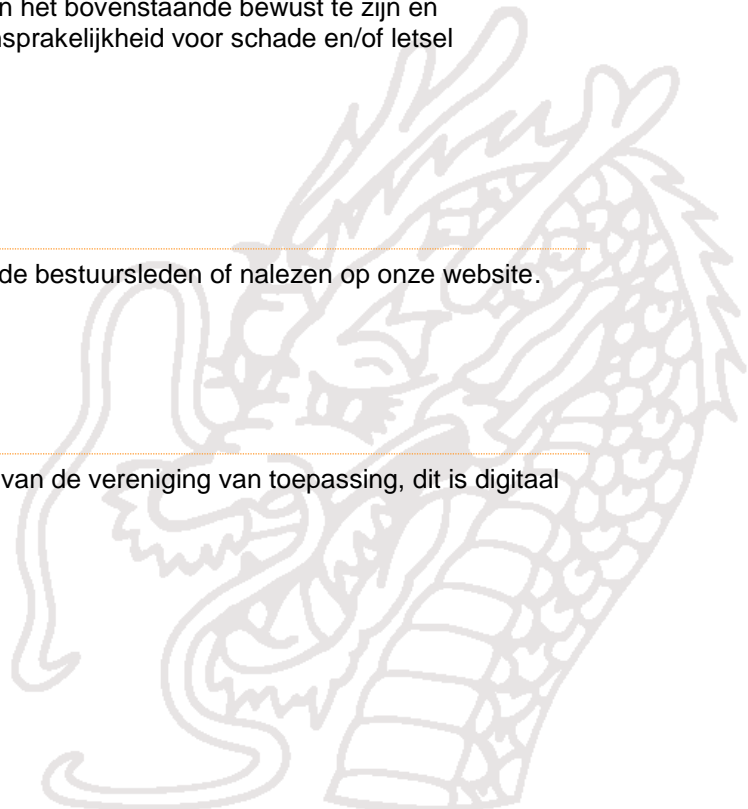 n het bovenstaande bewust te zijn en
nsprakelijkheid voor schade en/of letsel
de bestuursleden of nalezen op onze website.
van de vereniging van toepassing, dit is digitaal